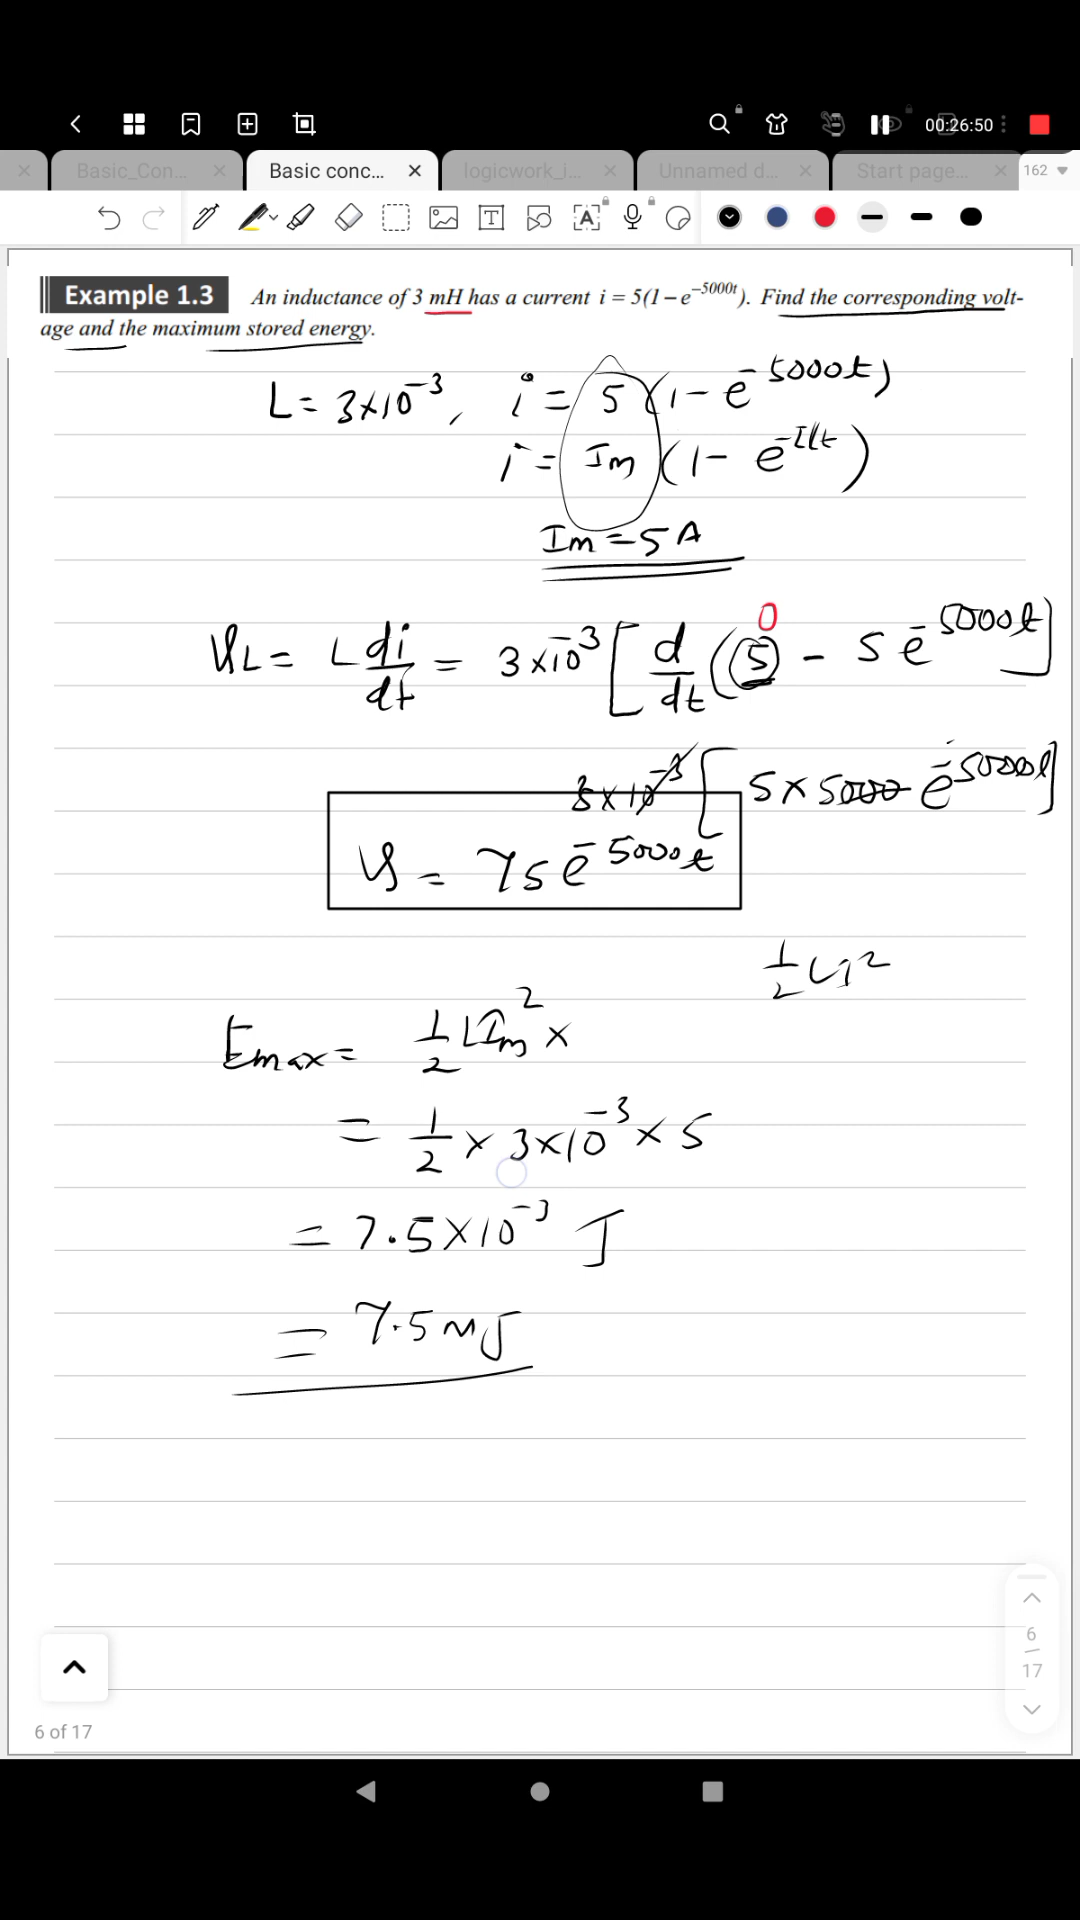 00:26:50
Basic_Con...
Basic conc...
logicwork_i...
Unnamed d...
Start page...
162
Example 1.3 An inductance of 3 mH has a current i = 5(1 – e^–5000t). Find the corresponding volt-
age and the maximum stored energy.
L = 3×10^-3, i = 5 (1 - e^-5000t)
i = Im (1 - e
Im = 5 A
0
VL = L di/dt = 3×10^-3 [ d/dt (5 - 5 e^-5000t ]
3×10^-3 [ 5 × 5000 e^-5000t ]
V = 75 e^-5000t
1/2 Li^2
Emax = 1/2 LIm^2 ×
= 1/2 × 3×10^-3 × 5
= 7.5×10^-3 J
= 7.5 mJ
6
17
6 of 17